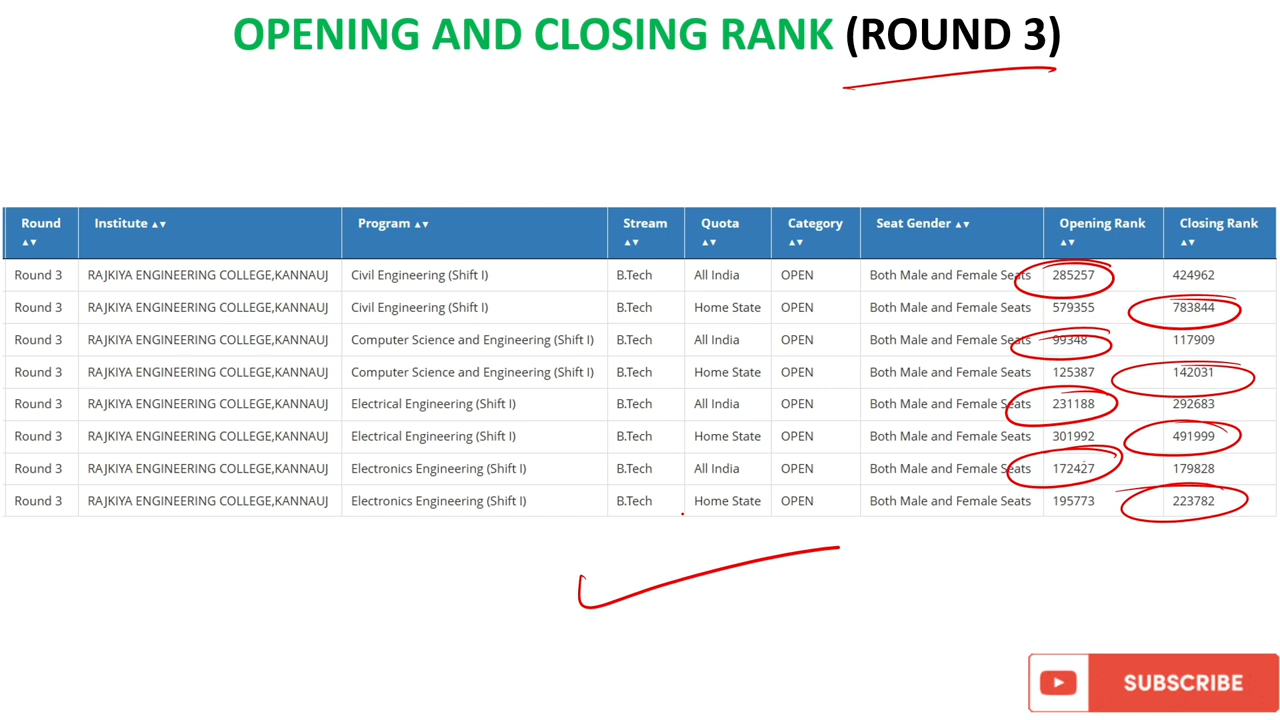 OPENING AND CLOSING RANK (ROUND 3)
Round Institute Program Stream Quota Category Seat Gender Opening Rank Closing Rank
Round 3 RAJKIYA ENGINEERING COLLEGE,KANNAUJ Civil Engineering (Shift I) B.Tech All India OPEN Both Male and Female Seats 285257 424962
Round 3 RAJKIYA ENGINEERING COLLEGE,KANNAUJ Civil Engineering (Shift I) B.Tech Home State OPEN Both Male and Female Seats 579355 783844
Round 3 RAJKIYA ENGINEERING COLLEGE,KANNAUJ Computer Science and Engineering (Shift I) B.Tech All India OPEN Both Male and Female Seats 99348 117909
Round 3 RAJKIYA ENGINEERING COLLEGE,KANNAUJ Computer Science and Engineering (Shift I) B.Tech Home State OPEN Both Male and Female Seats 125387 142031
Round 3 RAJKIYA ENGINEERING COLLEGE,KANNAUJ Electrical Engineering (Shift I) B.Tech All India OPEN Both Male and Female Seats 231188 292683
Round 3 RAJKIYA ENGINEERING COLLEGE,KANNAUJ Electrical Engineering (Shift I) B.Tech Home State OPEN Both Male and Female Seats 301992 491999
Round 3 RAJKIYA ENGINEERING COLLEGE,KANNAUJ Electronics Engineering (Shift I) B.Tech All India OPEN Both Male and Female Seats 172427 179828
Round 3 RAJKIYA ENGINEERING COLLEGE,KANNAUJ Electronics Engineering (Shift I) B.Tech Home State OPEN Both Male and Female Seats 195773 223782
SUBSCRIBE